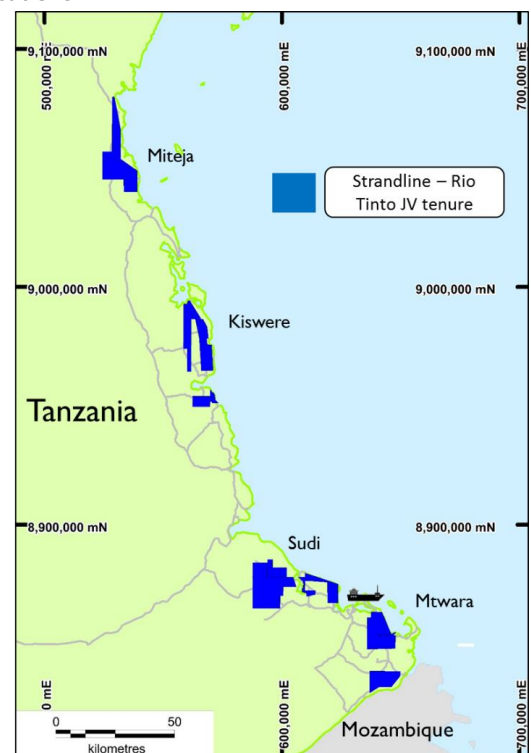 9,100,000 mN
9,100,000 mN
500,000 mE
600,000 mE
700,000 mE
Miteja
Strandline – Rio
Tinto JV tenure
9,000,000 mN
9,000,000 mN
Kiswere
Tanzania
8,900,000 mN
8,900,000 mN
Sudi
Mtwara
0 mE
600,000 mE
700,000 mE
0
50
kilometres
Mozambique